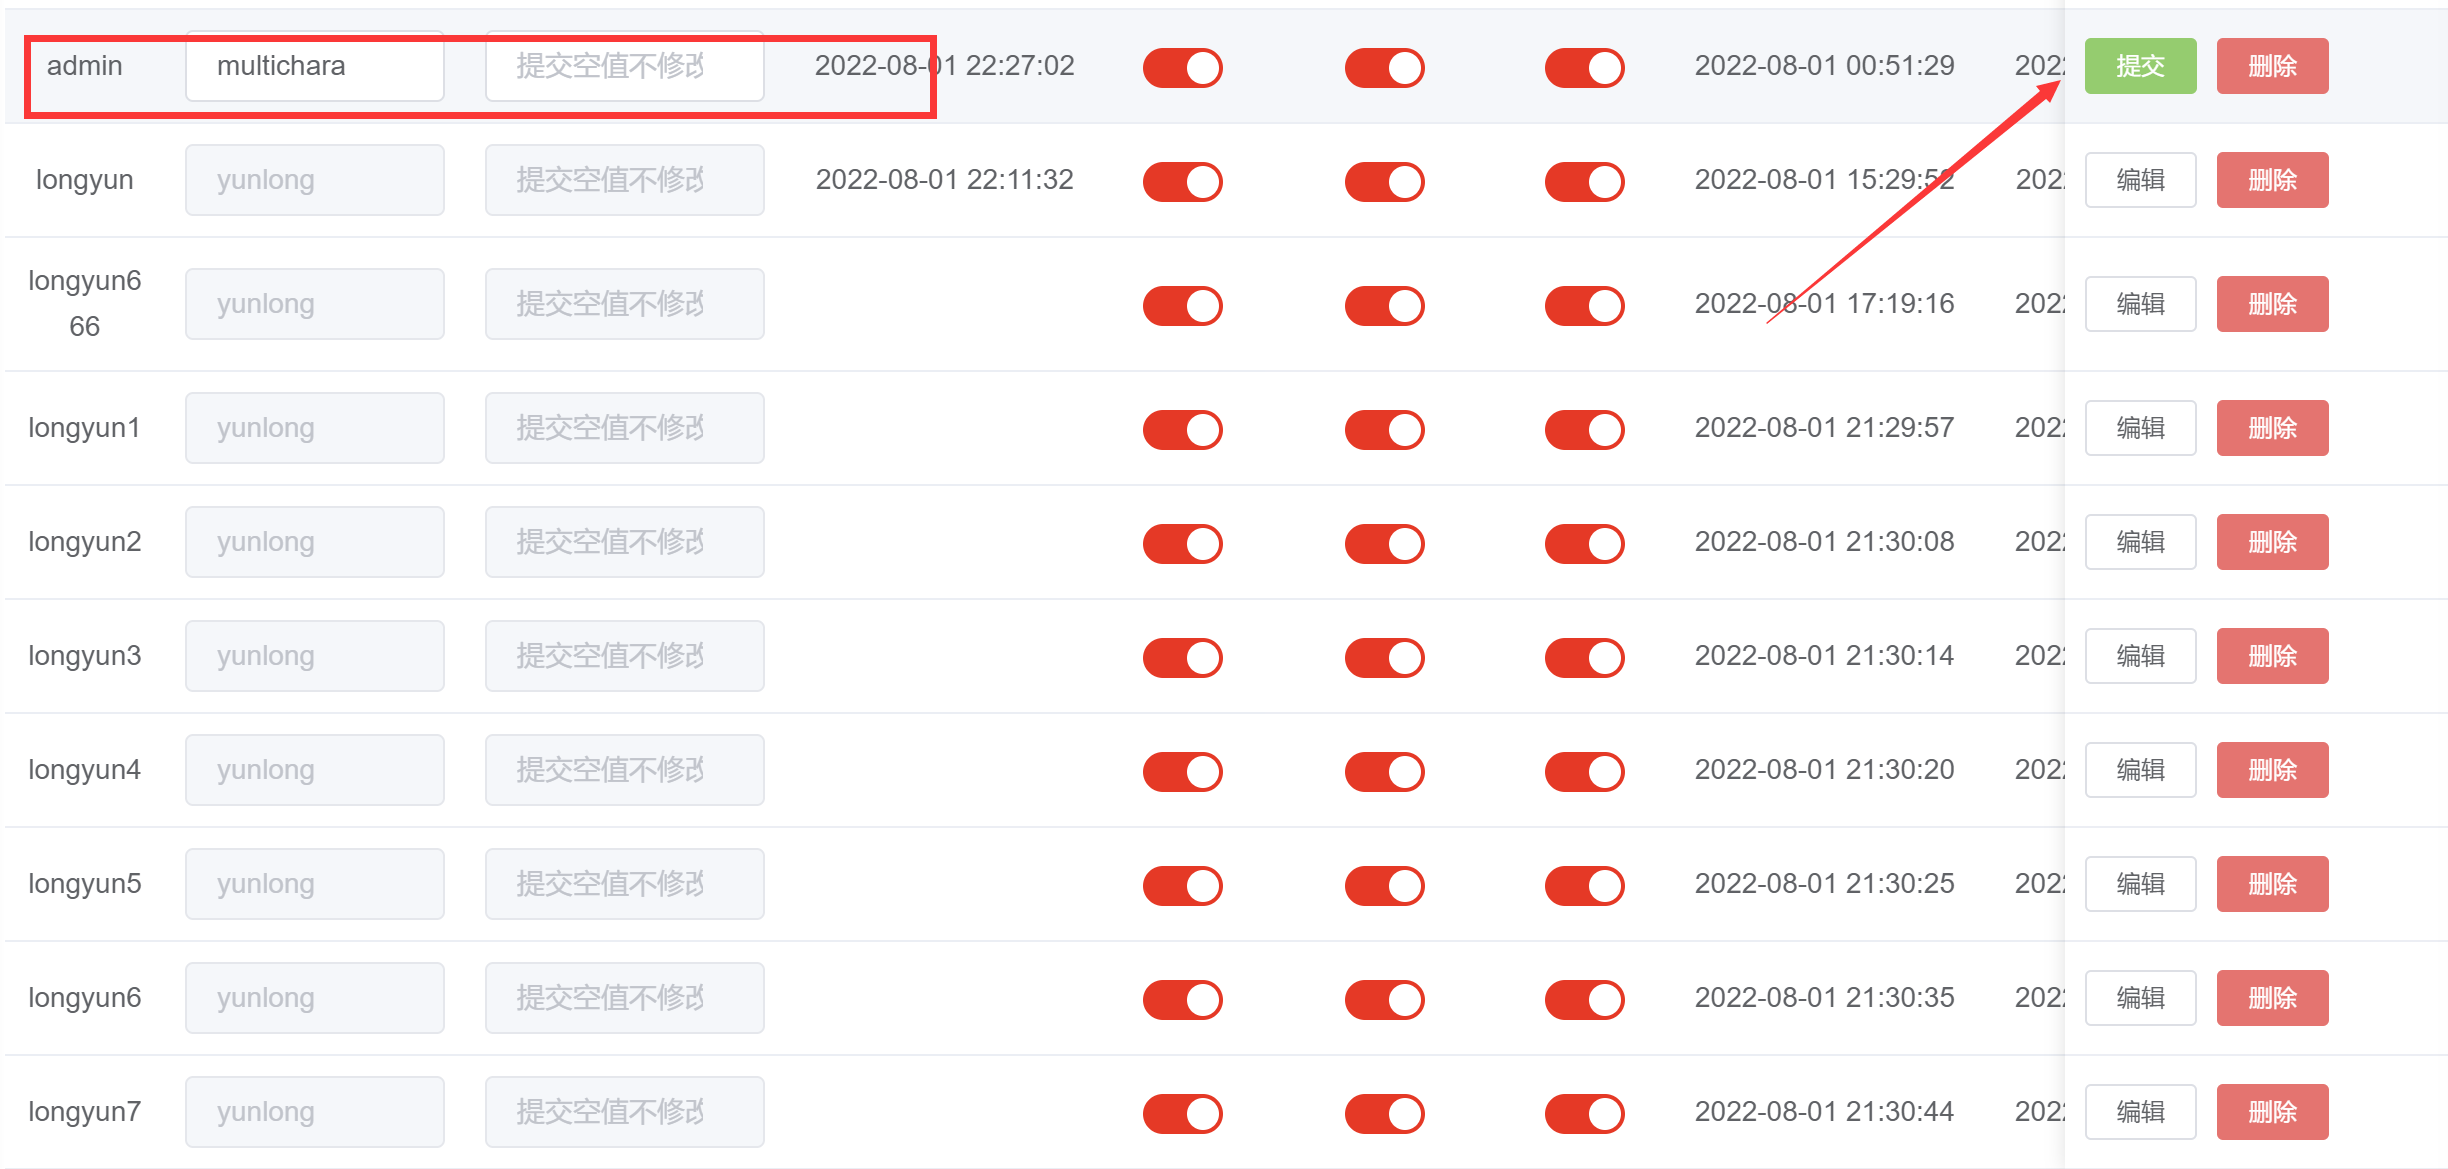 admin multichara 提交空值不修改 2022-08-01 22:27:02 2022-08-01 00:51:29 202 提交 删除
longyun yunlong 提交空值不修改 2022-08-01 22:11:32 2022-08-01 15:29:52 202 编辑 删除
longyun6
66 yunlong 提交空值不修改 2022-08-01 17:19:16 202 编辑 删除
longyun1 yunlong 提交空值不修改 2022-08-01 21:29:57 202 编辑 删除
longyun2 yunlong 提交空值不修改 2022-08-01 21:30:08 202 编辑 删除
longyun3 yunlong 提交空值不修改 2022-08-01 21:30:14 202 编辑 删除
longyun4 yunlong 提交空值不修改 2022-08-01 21:30:20 202 编辑 删除
longyun5 yunlong 提交空值不修改 2022-08-01 21:30:25 202 编辑 删除
longyun6 yunlong 提交空值不修改 2022-08-01 21:30:35 202 编辑 删除
longyun7 yunlong 提交空值不修改 2022-08-01 21:30:44 202 编辑 删除